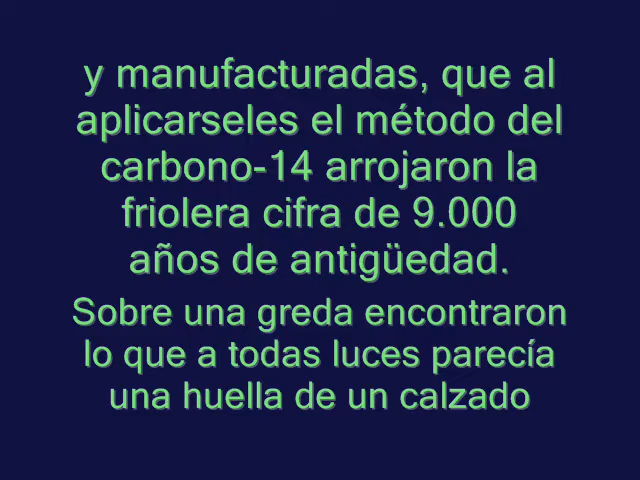 y manufacturadas, que al
aplicarseles el método del
carbono-14 arrojaron la
friolera cifra de 9.000
años de antigüedad.
Sobre una greda encontraron
lo que a todas luces parecía
una huella de un calzado